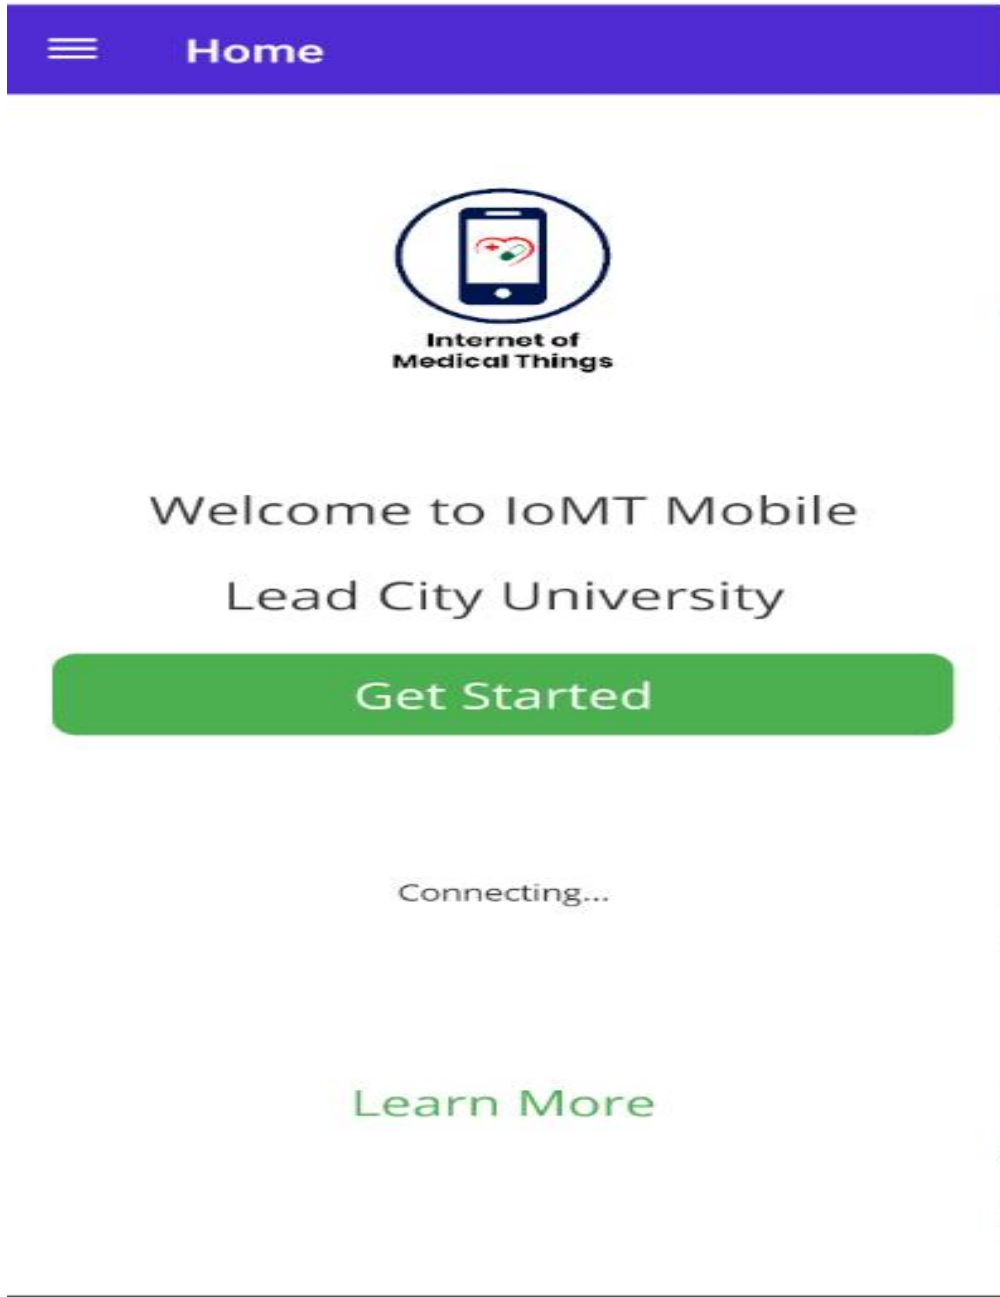 Home
Internet of
Medical Things
Welcome to IoMT Mobile
Lead City University
Get Started
Connecting...
Learn More